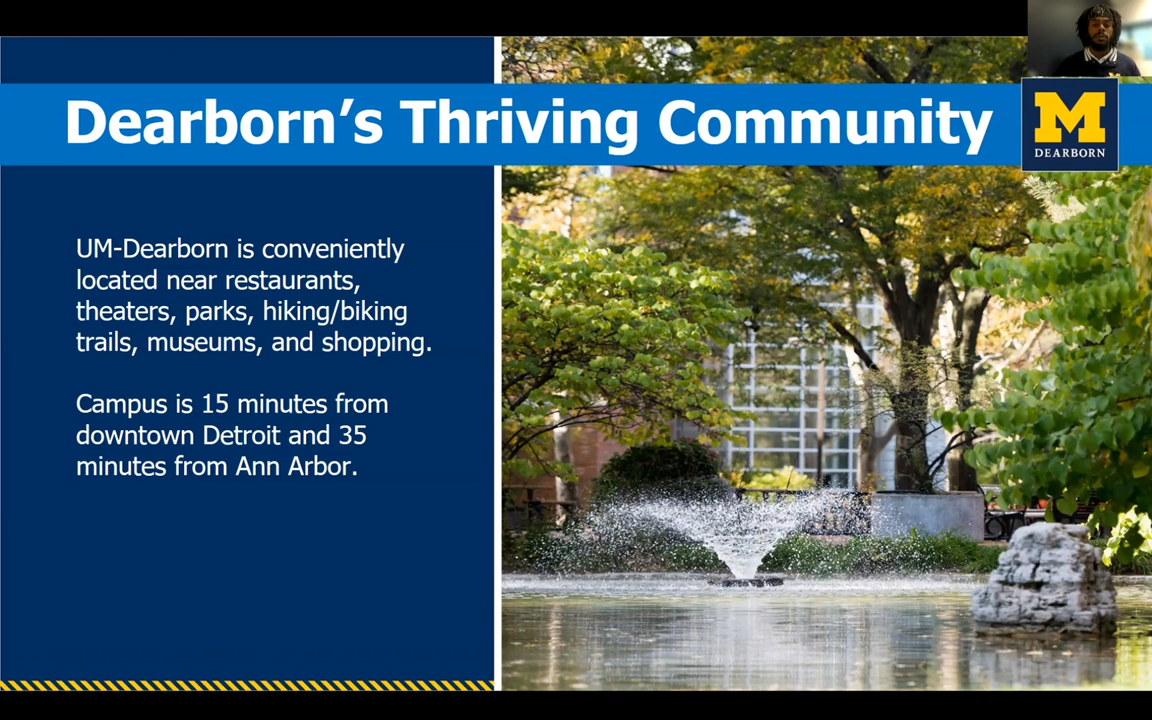 Dearborn's Thriving Community
M
DEARBORN
UM-Dearborn is conveniently
located near restaurants,
theaters, parks, hiking/biking
trails, museums, and shopping.
Campus is 15 minutes from
downtown Detroit and 35
minutes from Ann Arbor.